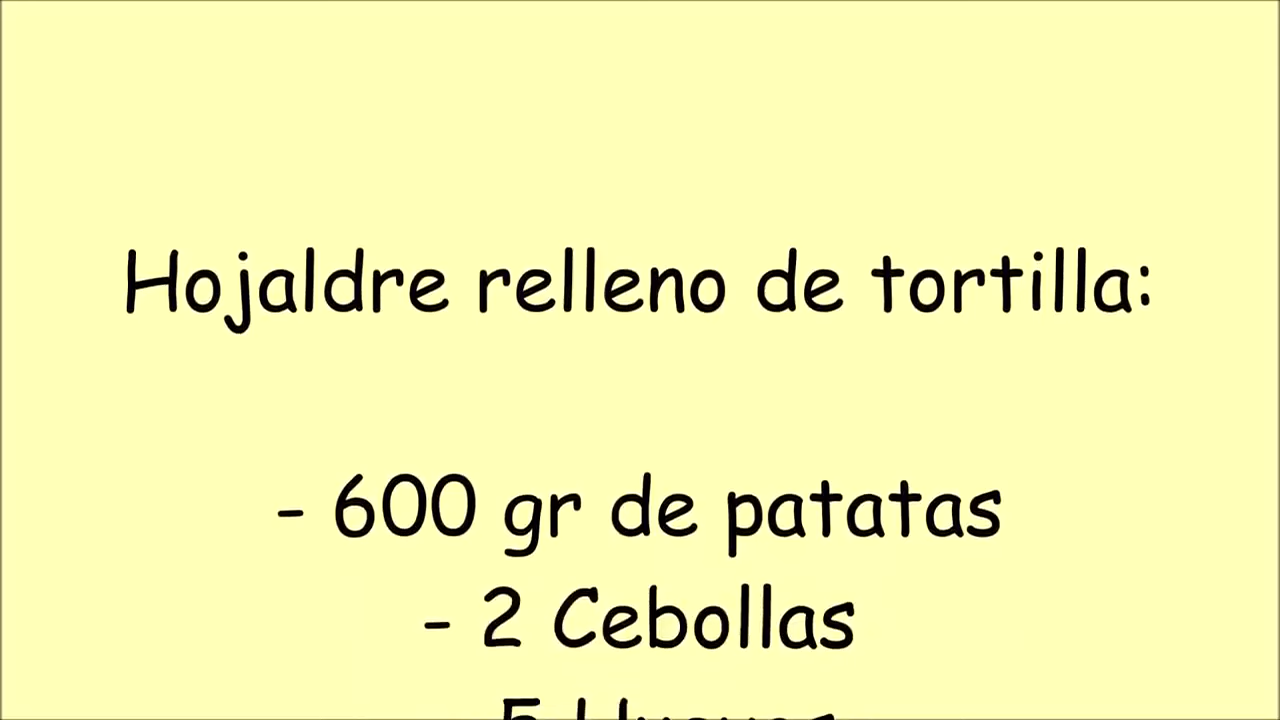 Hojaldre relleno de tortilla:
- 600 gr de patatas
- 2 Cebollas